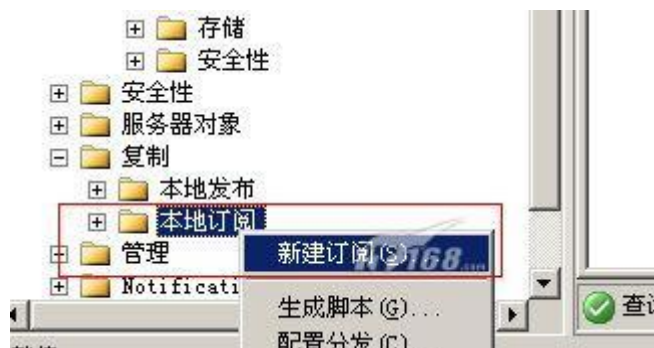 存储
安全性
安全性
服务器对象
复制
本地发布
本地订阅
管理
新建订阅(S)
Notificati
生成脚本(G)...
查
配置分发(C)